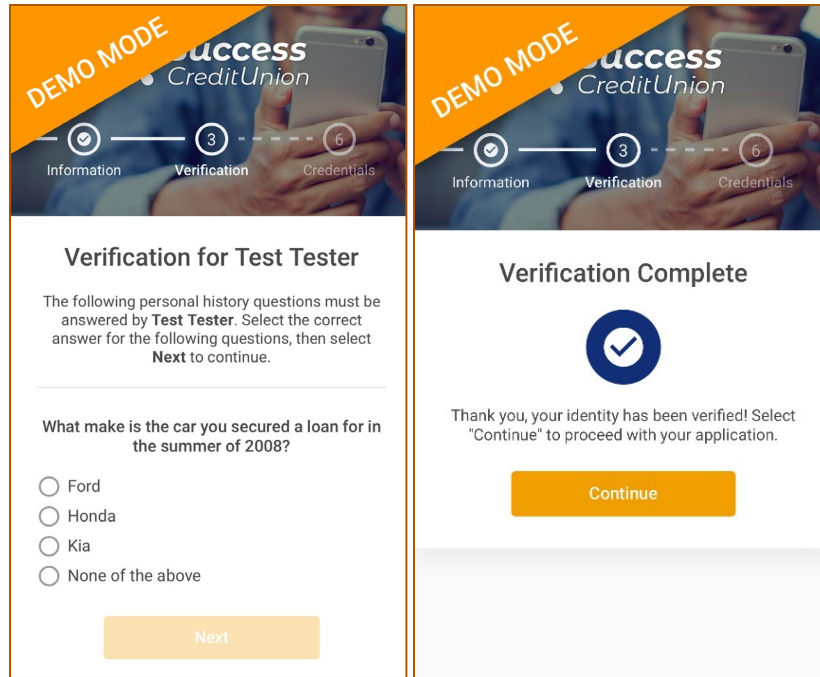 DEMO MODE
Success
CreditUnion
3
6
Information
Verification
Credentials
Verification for Test Tester
The following personal history questions must be
answered by Test Tester. Select the correct
answer for the following questions, then select
Next to continue.
What make is the car you secured a loan for in
the summer of 2008?
Ford
Honda
Kia
None of the above
Next
DEMO MODE
Success
CreditUnion
3
6
Information
Verification
Credentials
Verification Complete
Thank you, your identity has been verified! Select
"Continue" to proceed with your application.
Continue